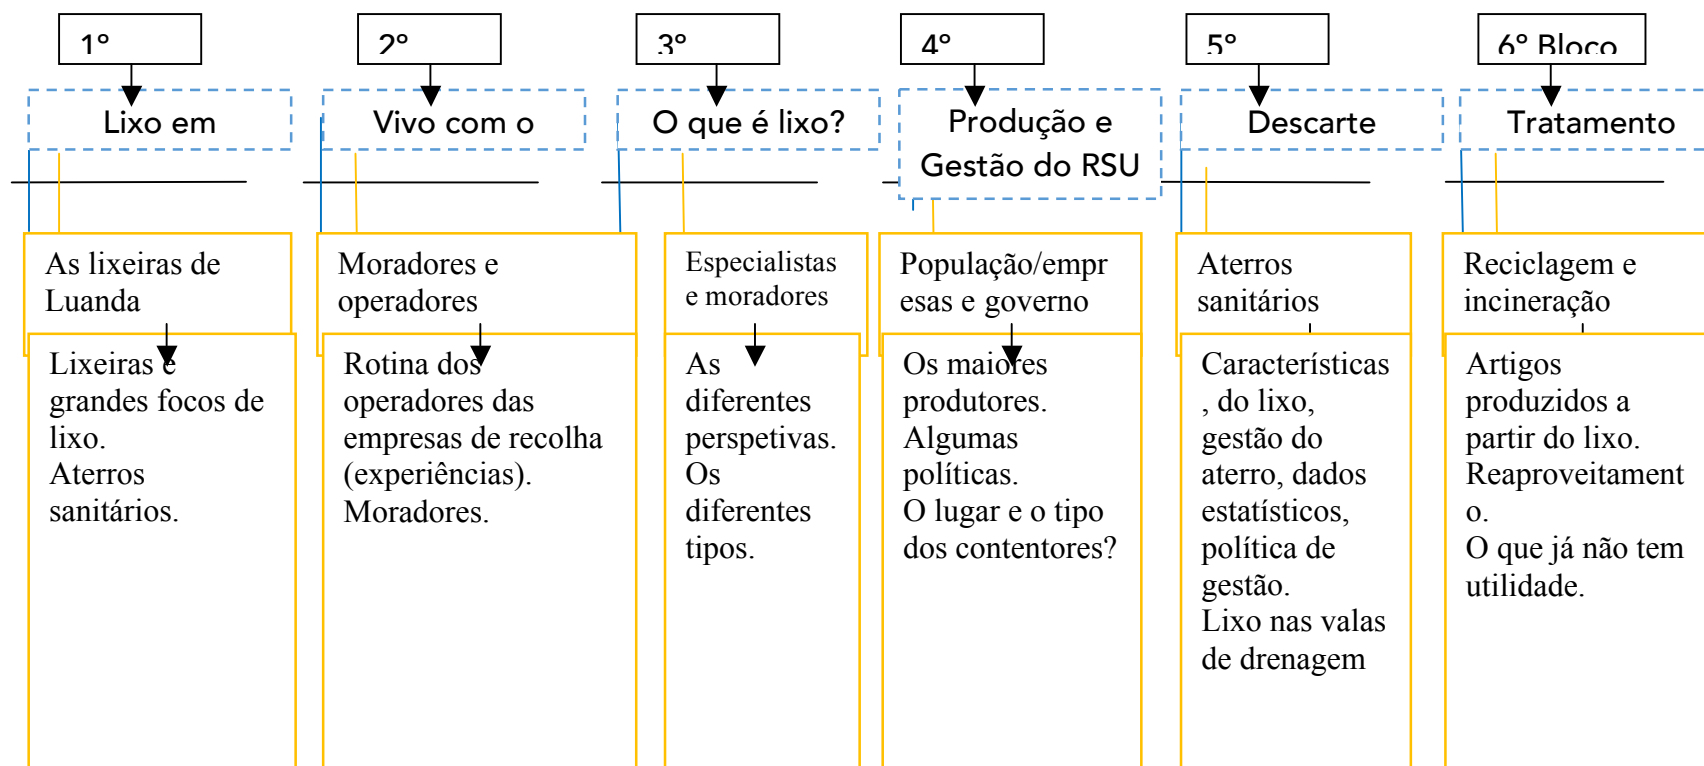 1º
2º
3º
4º
5º
6º Bloco
Lixo em
Vivo com o
O que é lixo?
Produção e
Gestão do RSU
Descarte
Tratamento
As lixeiras de
Luanda
Moradores e
operadores
Especialistas
e moradores
População/empr
esas e governo
Aterros
sanitários
Reciclagem e
incineração
Lixeiras e
grandes focos de
lixo.
Aterros
sanitários.
Rotina dos
operadores das
empresas de recolha
(experiências).
Moradores.
As
diferentes
perspetivas.
Os
diferentes
tipos.
Os maiores
produtores.
Algumas
políticas.
O lugar e o tipo
dos contentores?
Características
, do lixo,
gestão do
aterro, dados
estatísticos,
política de
gestão.
Lixo nas valas
de drenagem
Artigos
produzidos a
partir do lixo.
Reaproveitament
o.
O que já não tem
utilidade.